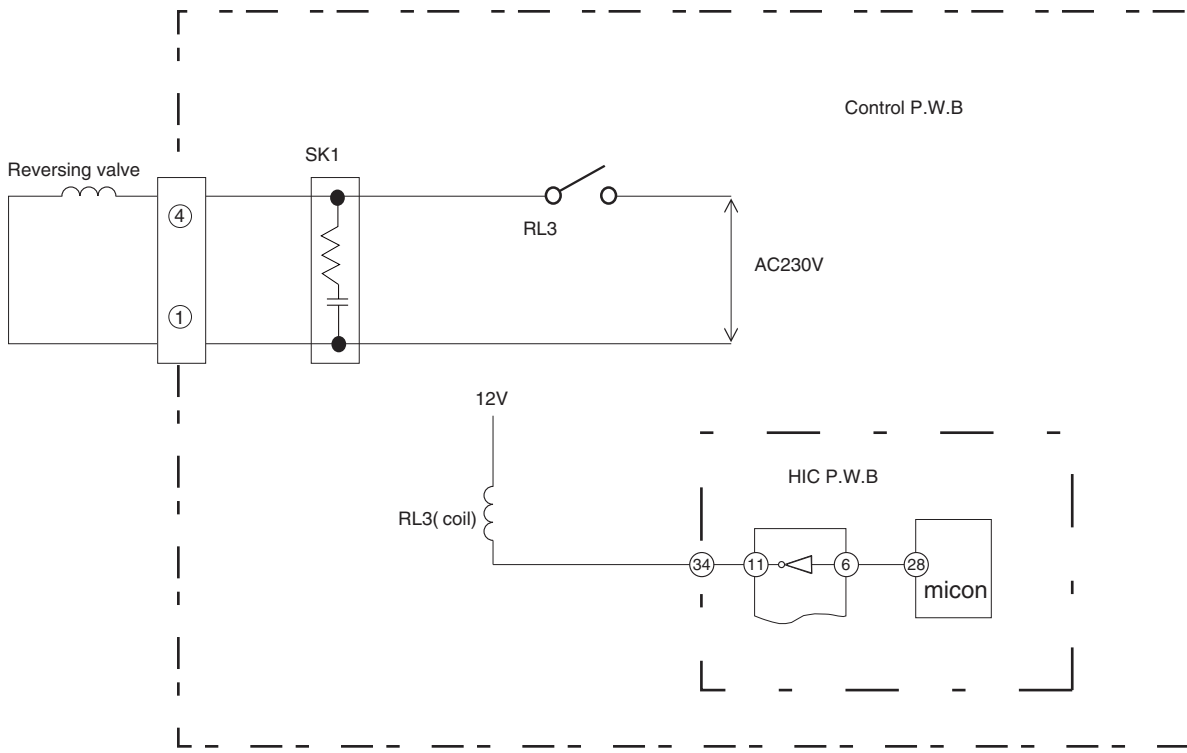 Control P.W.B
SK1
Reversing valve
4
RL3
AC230V
1
12V
HIC P.W.B
RL3( coil)
34
11
6
28
micon